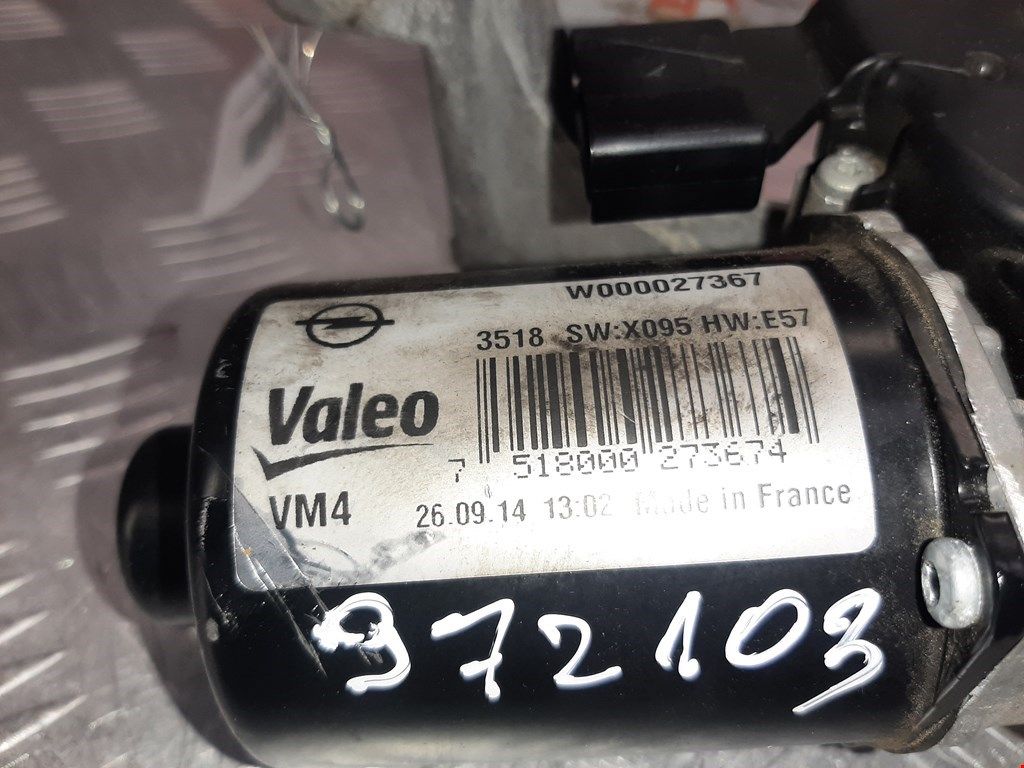 W000027367
3518 SW:X095 HW:E57
Valeo
7 518000 273674
VM4 26.09.14 13:02 Made in France
972103